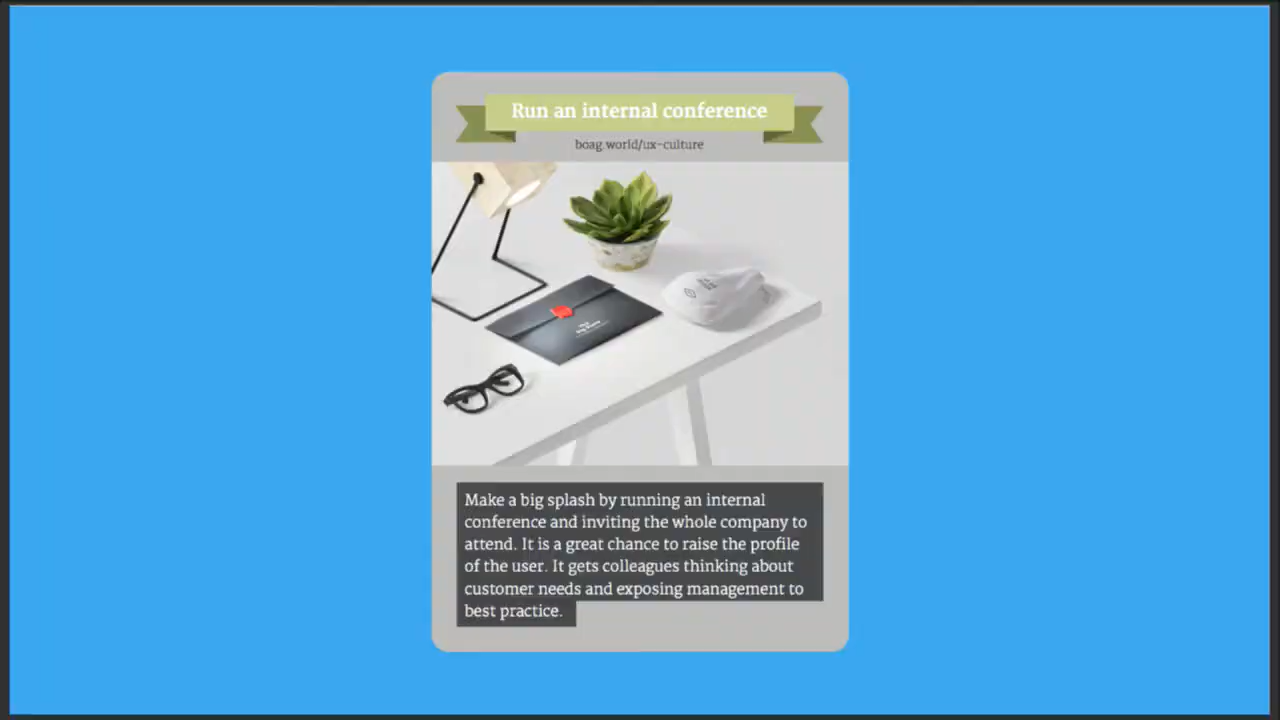 Run an internal conference
boag.world/ux-culture
Make a big splash by running an internal
conference and inviting the whole company to
attend. It is a great chance to raise the profile
of the user. It gets colleagues thinking about
customer needs and exposing management to
best practice.